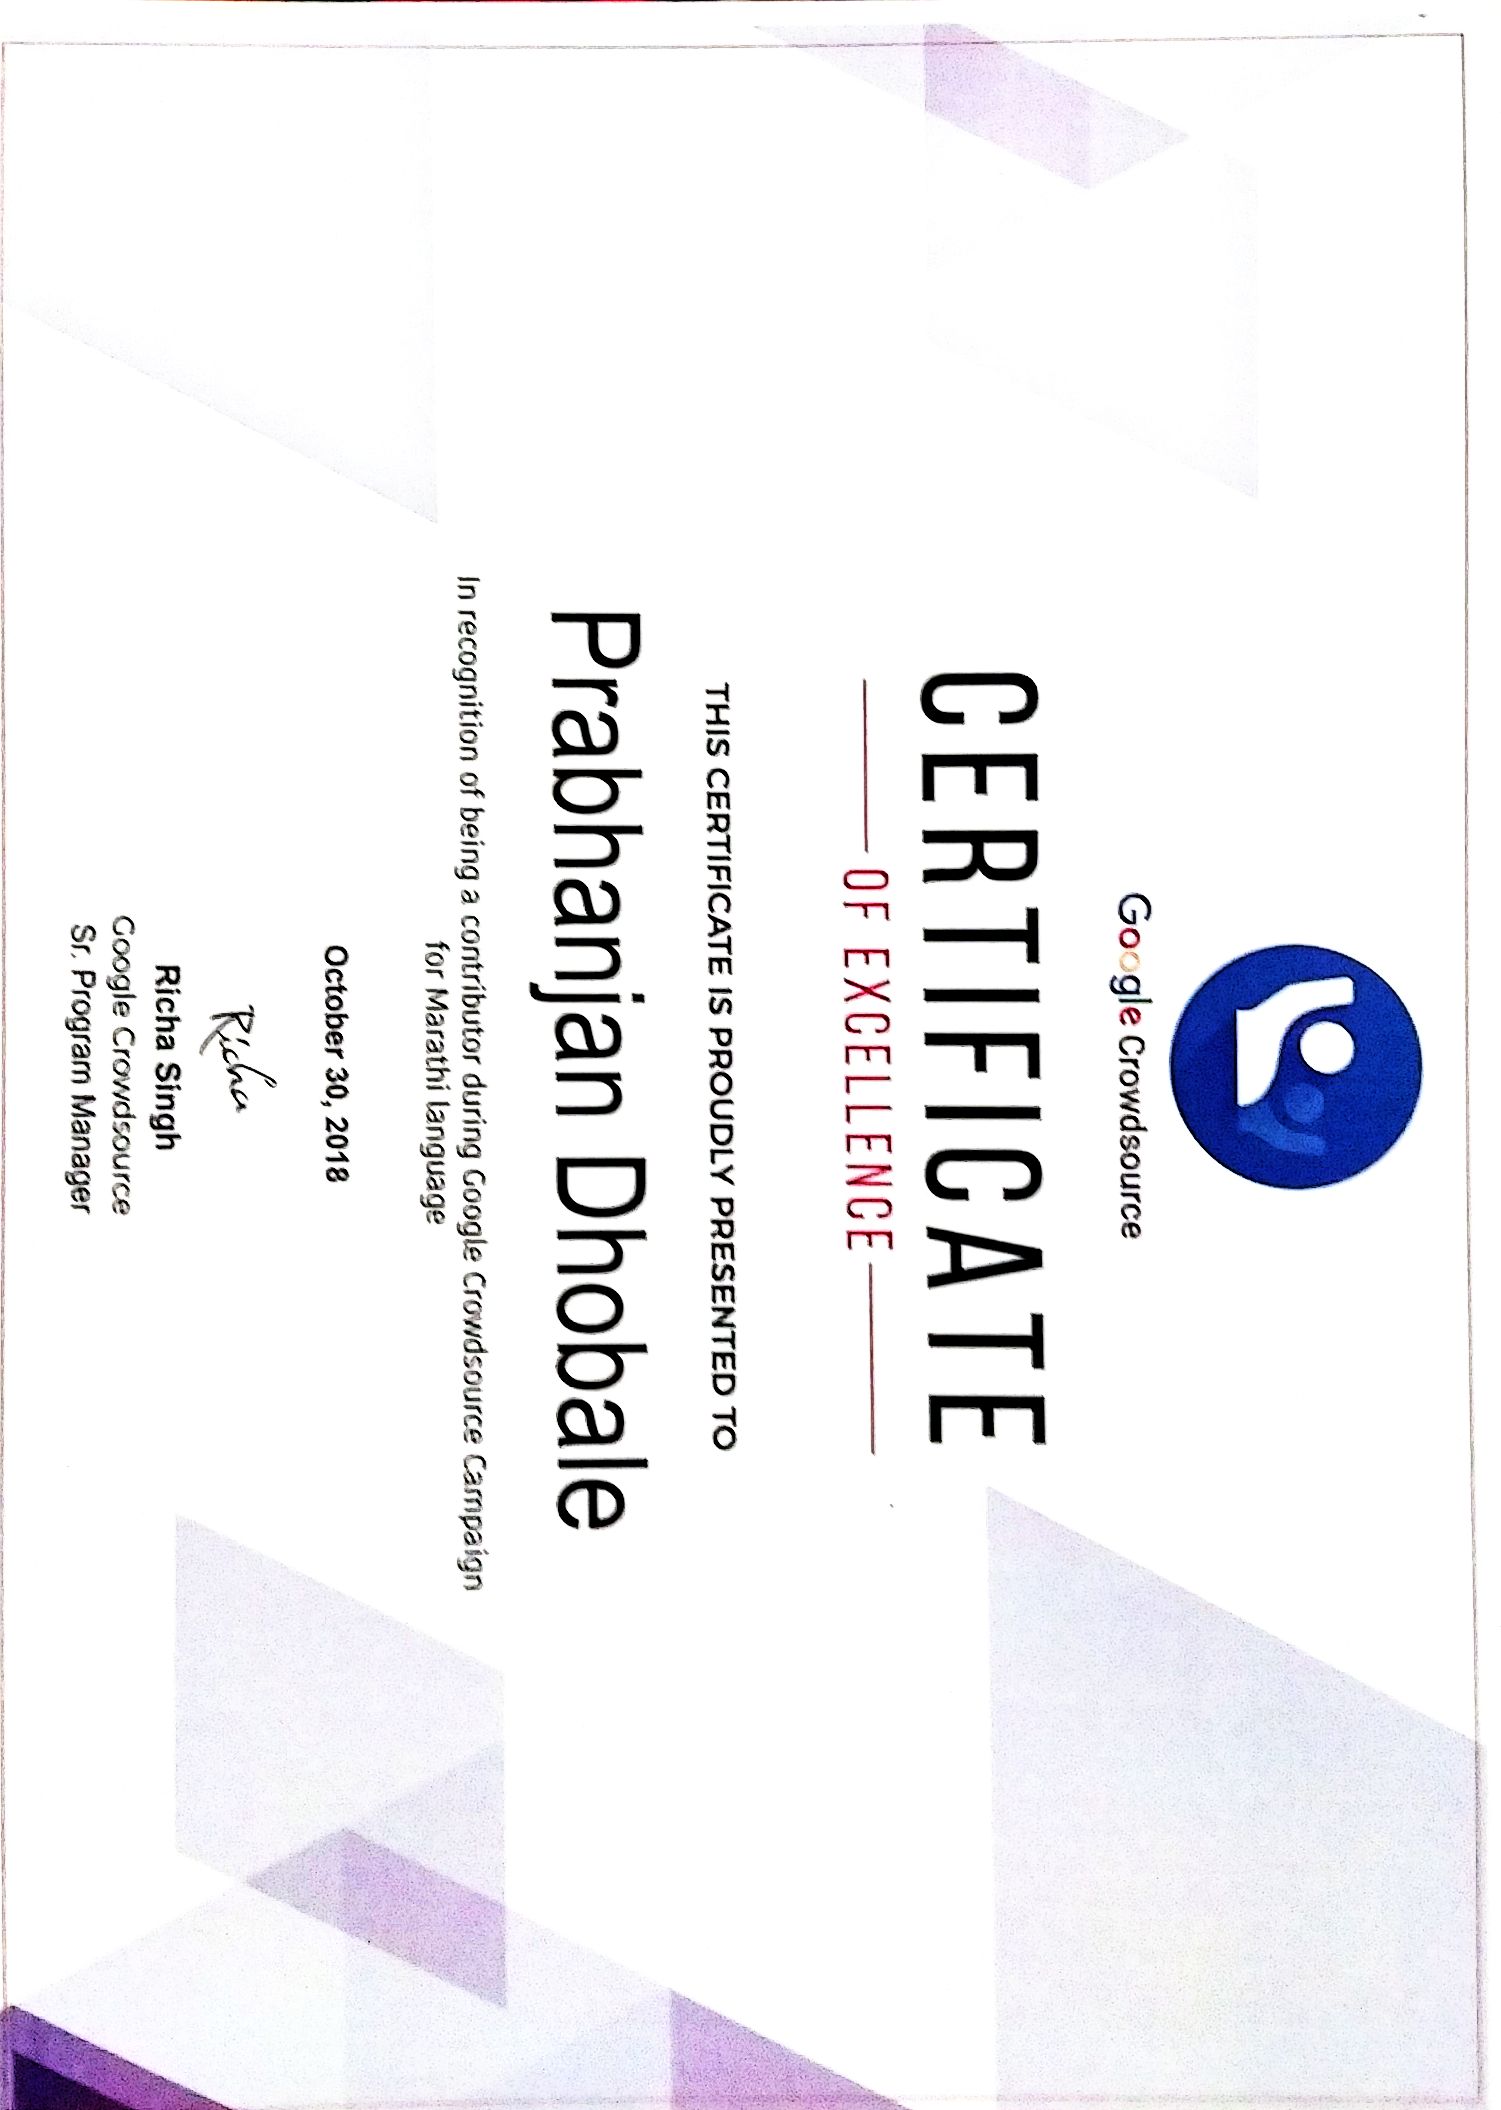 Google Crowdsource
CERTIFICATE
OF EXCELLENCE
THIS CERTIFICATE IS PROUDLY PRESENTED TO
Prabhanjan Dhobale
In recognition of being a contributor during Google Crowdsource Campaign
for Marathi language
October 30, 2018
Richa
Richa Singh
Google Crowdsource
Sr. Program Manager